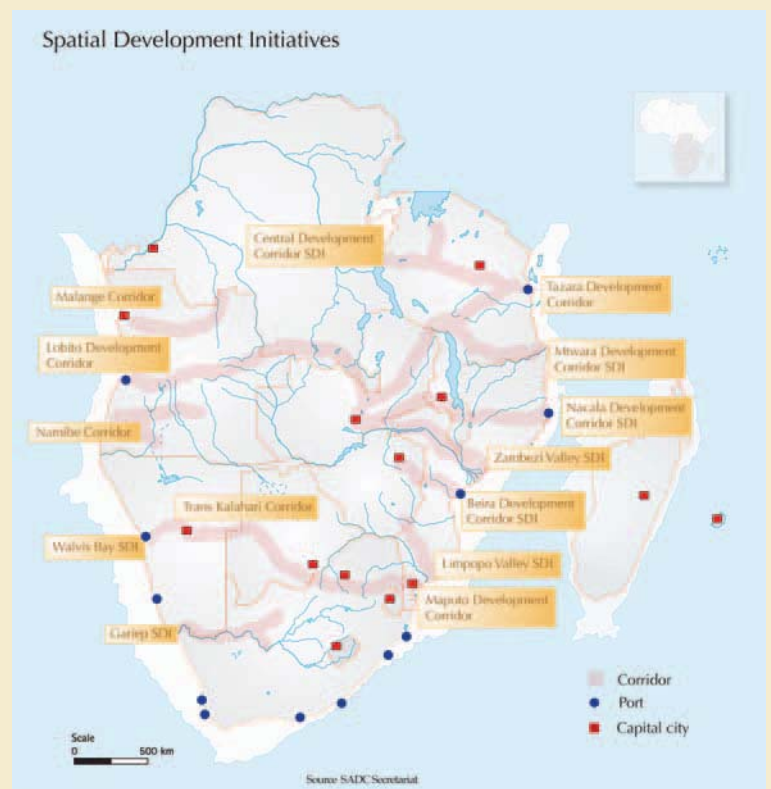 Spatial Development Initiatives
Central Development
Corridor SDI
Malange Corridor
Tazara Development
Corridor
Lobito Development
Corridor
Mtwara Development
Corridor SDI
Namibe Corridor
Nacala Development
Corridor SDI
Zambezi Valley SDI
Trans Kalahari Corridor
Beira Development
Corridor SDI
Walvis Bay SDI
Limpopo Valley SDI
Maputo Development
Corridor
Gariep SDI
Corridor
Port
Capital city
Scale
0 500 km
Source SADC Secretariat